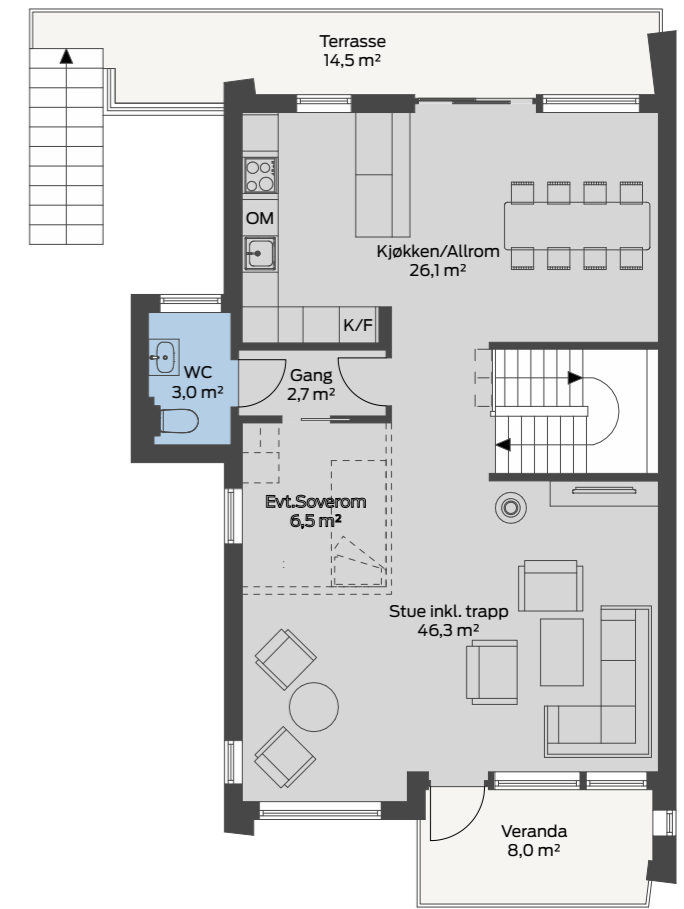 Terrasse
14,5 m²
OM
Kjøkken/Allrom
26,1 m²
K/F
WC
3,0 m²
Gang
2,7 m²
Evt.Soverom
6,5 m²
Stue inkl. trapp
46,3 m²
Veranda
8,0 m²